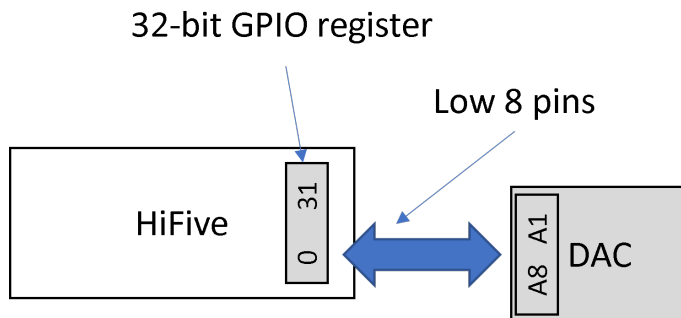 32-bit GPIO register
Low 8 pins
HiFive
0 31
A8 A1
DAC